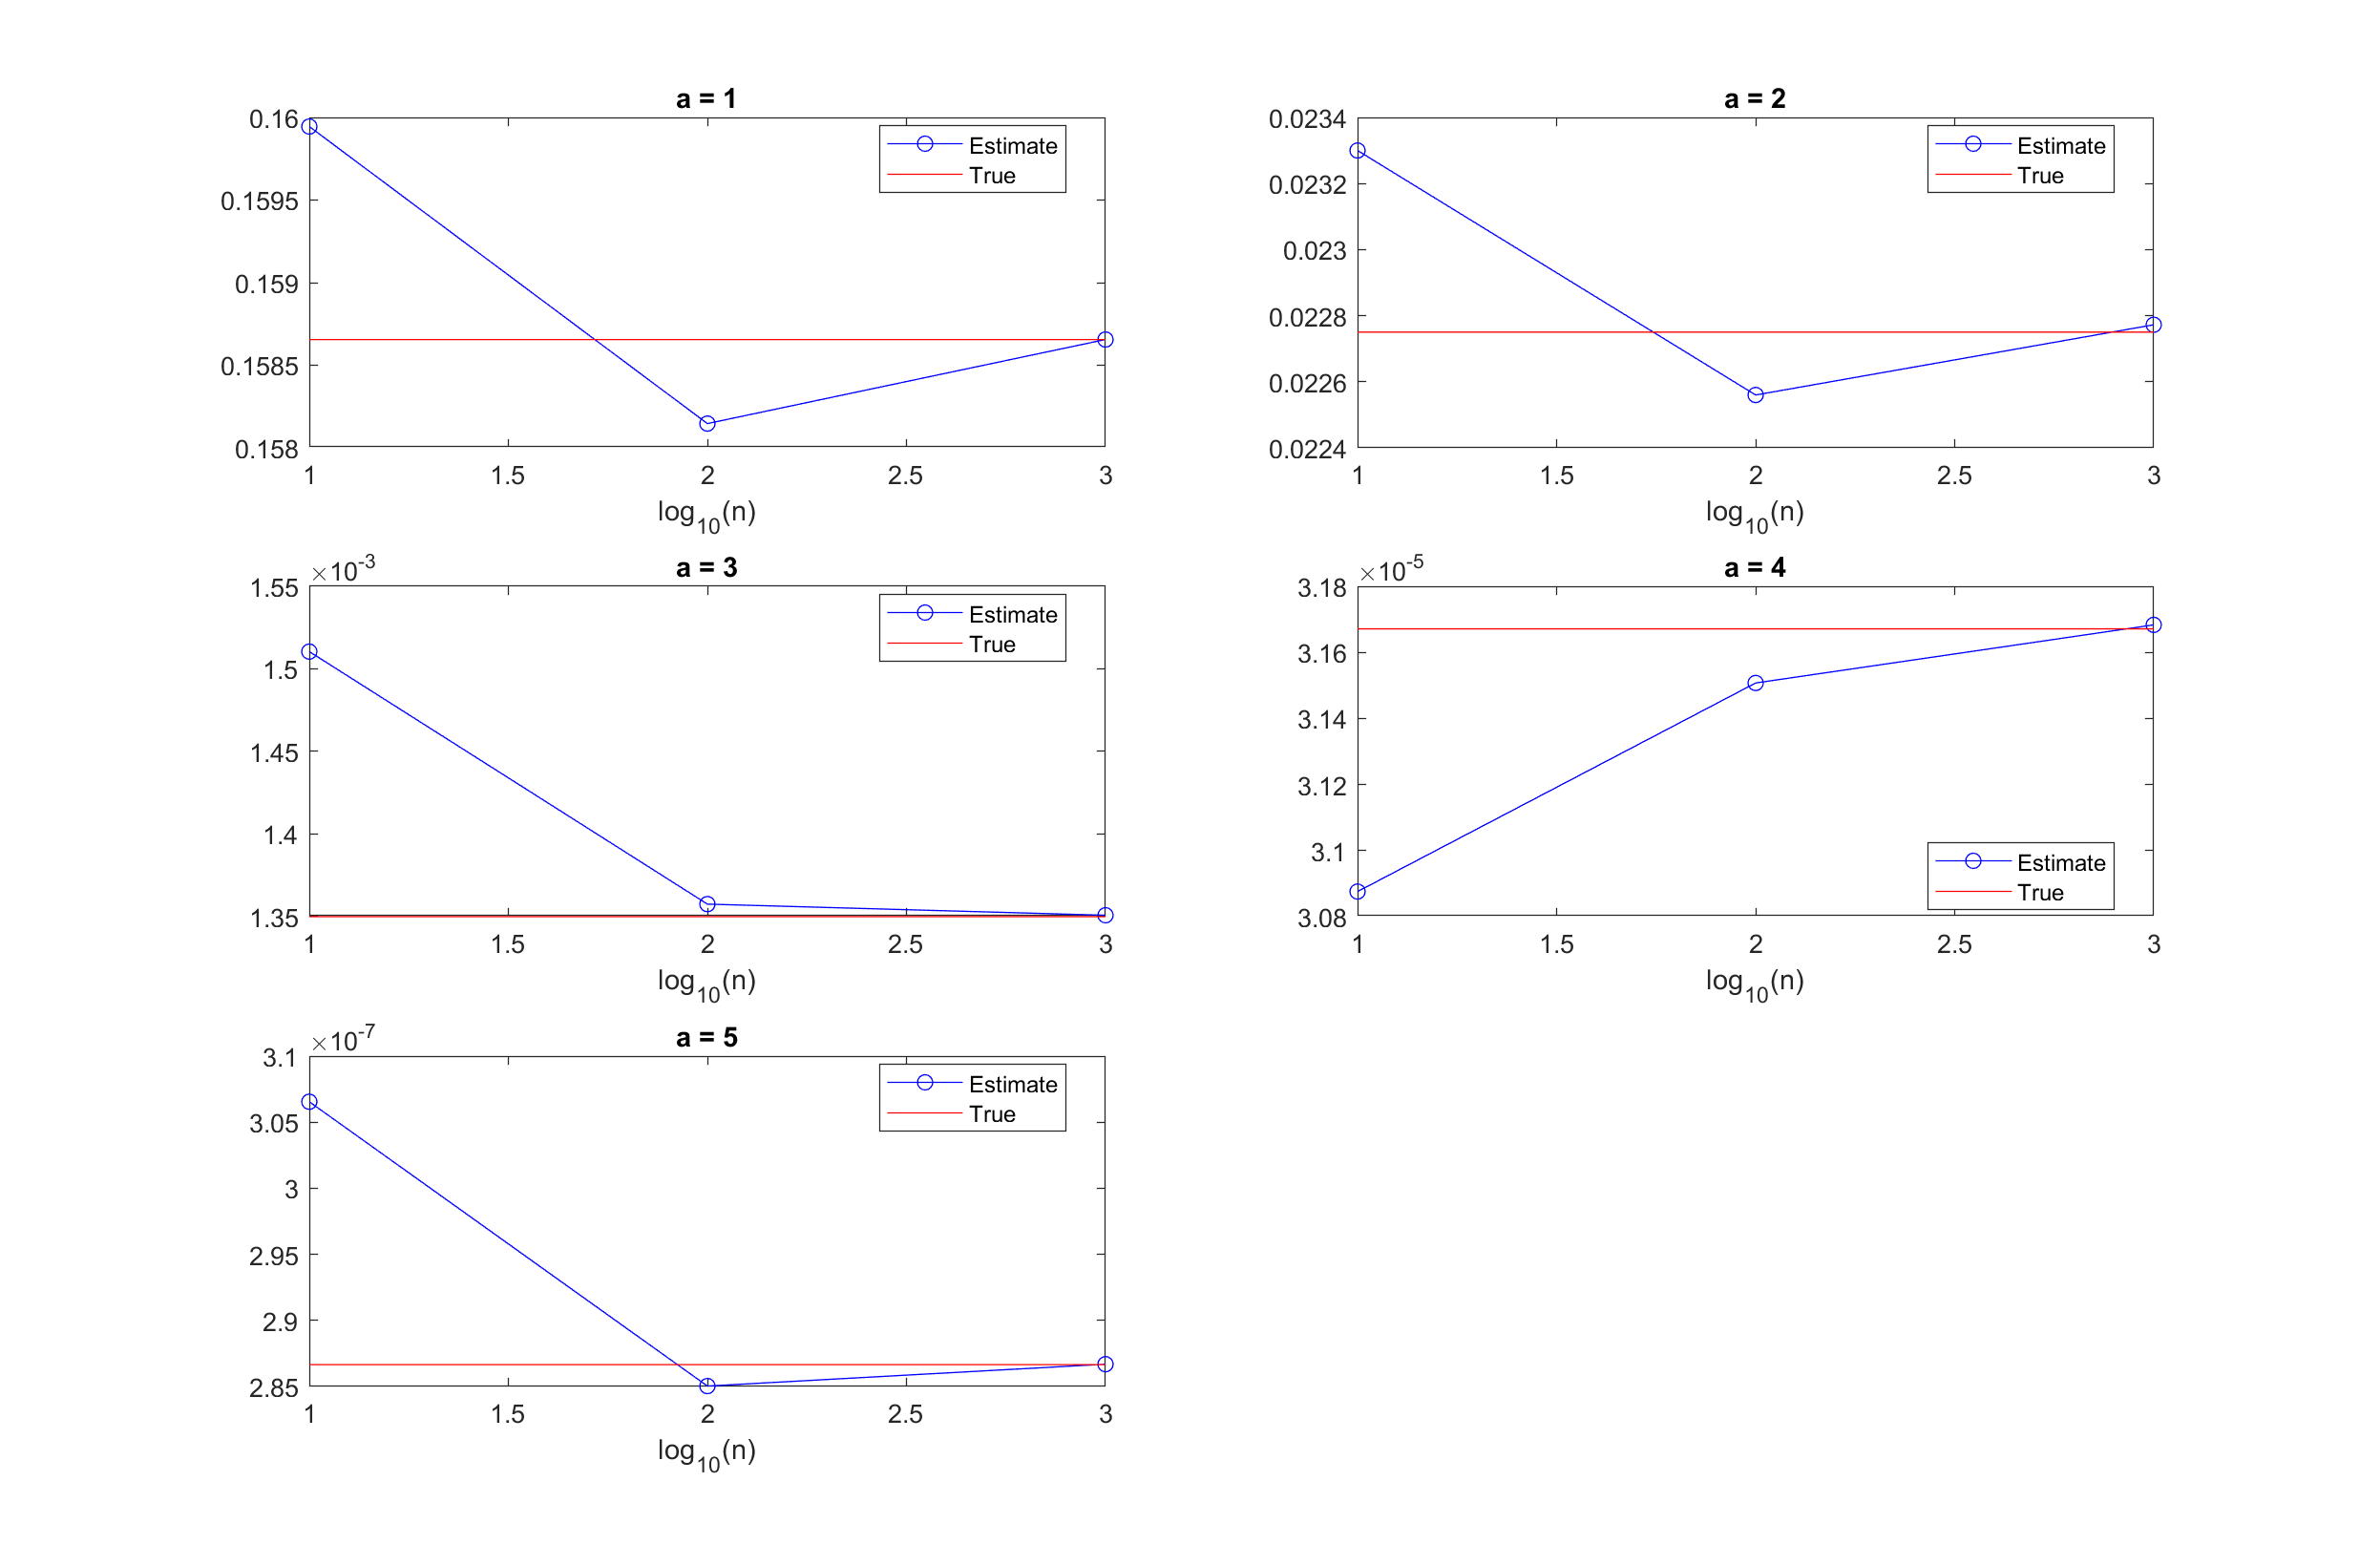 a = 1
0.16
0.1595
0.159
0.1585
0.158
1 1.5 2 2.5 3
log10(n)
Estimate
True
a = 2
0.0234
0.0232
0.023
0.0228
0.0226
0.0224
1 1.5 2 2.5 3
log10(n)
Estimate
True
×10-3
a = 3
1.55
1.5
1.45
1.4
1.35
1 1.5 2 2.5 3
log10(n)
Estimate
True
×10-5
a = 4
3.18
3.16
3.14
3.12
3.1
3.08
1 1.5 2 2.5 3
log10(n)
Estimate
True
×10-7
a = 5
3.1
3.05
3
2.95
2.9
2.85
1 1.5 2 2.5 3
log10(n)
Estimate
True